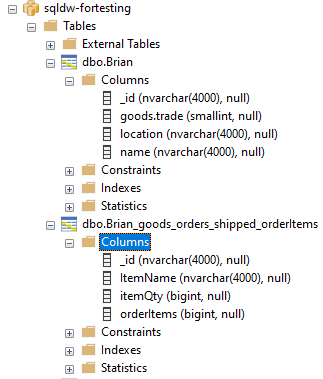 sqldw-fortesting
Tables
External Tables
dbo.Brian
Columns
_id (nvarchar(4000), null)
goods.trade (smallint, null)
location (nvarchar(4000), null)
name (nvarchar(4000), null)
Constraints
Indexes
Statistics
dbo.Brian_goods_orders_shipped_orderItems
Columns
_id (nvarchar(4000), null)
ItemName (nvarchar(4000), null)
itemQty (bigint, null)
orderItems (bigint, null)
Constraints
Indexes
Statistics